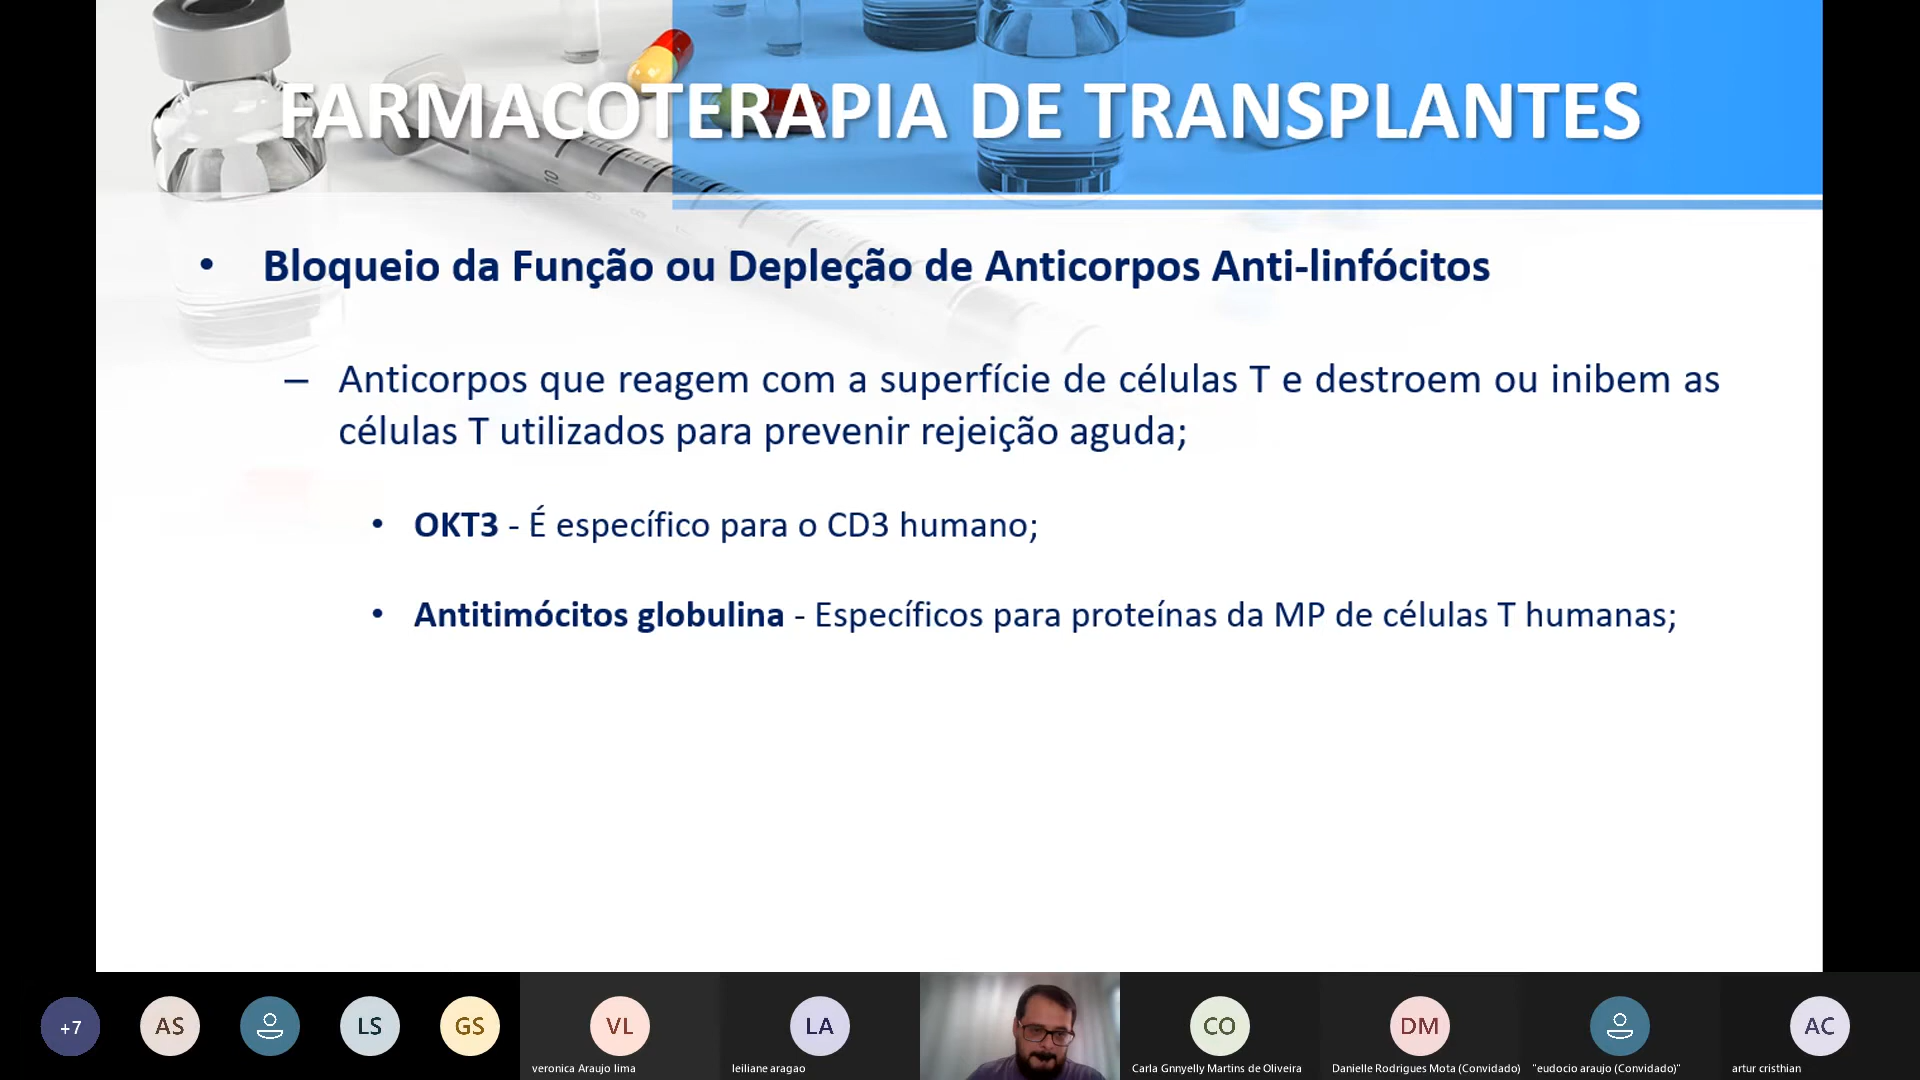 FARMACOTERAPIA DE TRANSPLANTES
10
• Bloqueio da Função ou Depleção de Anticorpos Anti-linfócitos
– Anticorpos que reagem com a superfície de células T e destroem ou inibem as
células T utilizados para prevenir rejeição aguda;
• OKT3 - É específico para o CD3 humano;
• Antitimócitos globulina - Específicos para proteínas da MP de células T humanas;
+7 AS LS GS VL LA CO DM AC
veronica Araujo lima leiliane aragao Carla Gnnyelly Martins de Oliveira Danielle Rodrigues Mota (Convidado) "eudocio araujo (Convidado)" artur cristhian